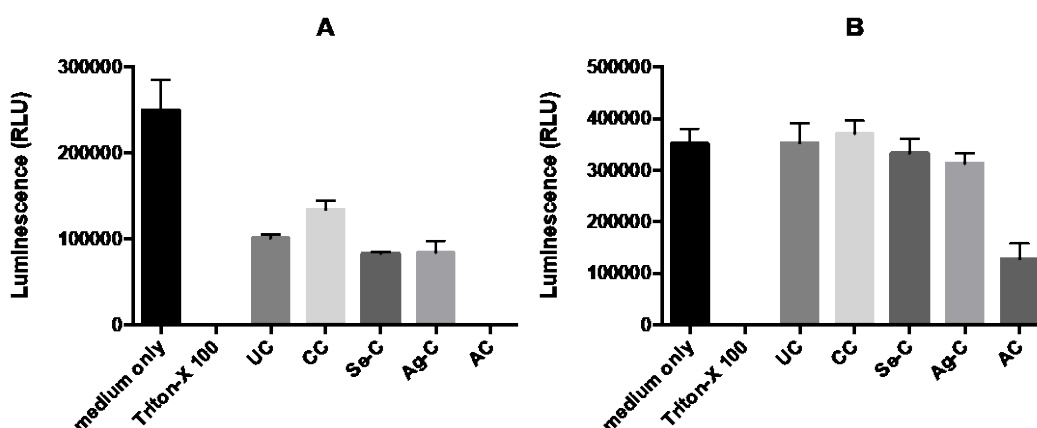 A
Luminescence (RLU)
300000
200000
100000
0
medium only
Triton-X 100
UC
CC
Se-C
Ag-C
AC
B
Luminescence (RLU)
500000
400000
300000
200000
100000
0
medium only
Triton-X 100
UC
CC
Se-C
Ag-C
AC